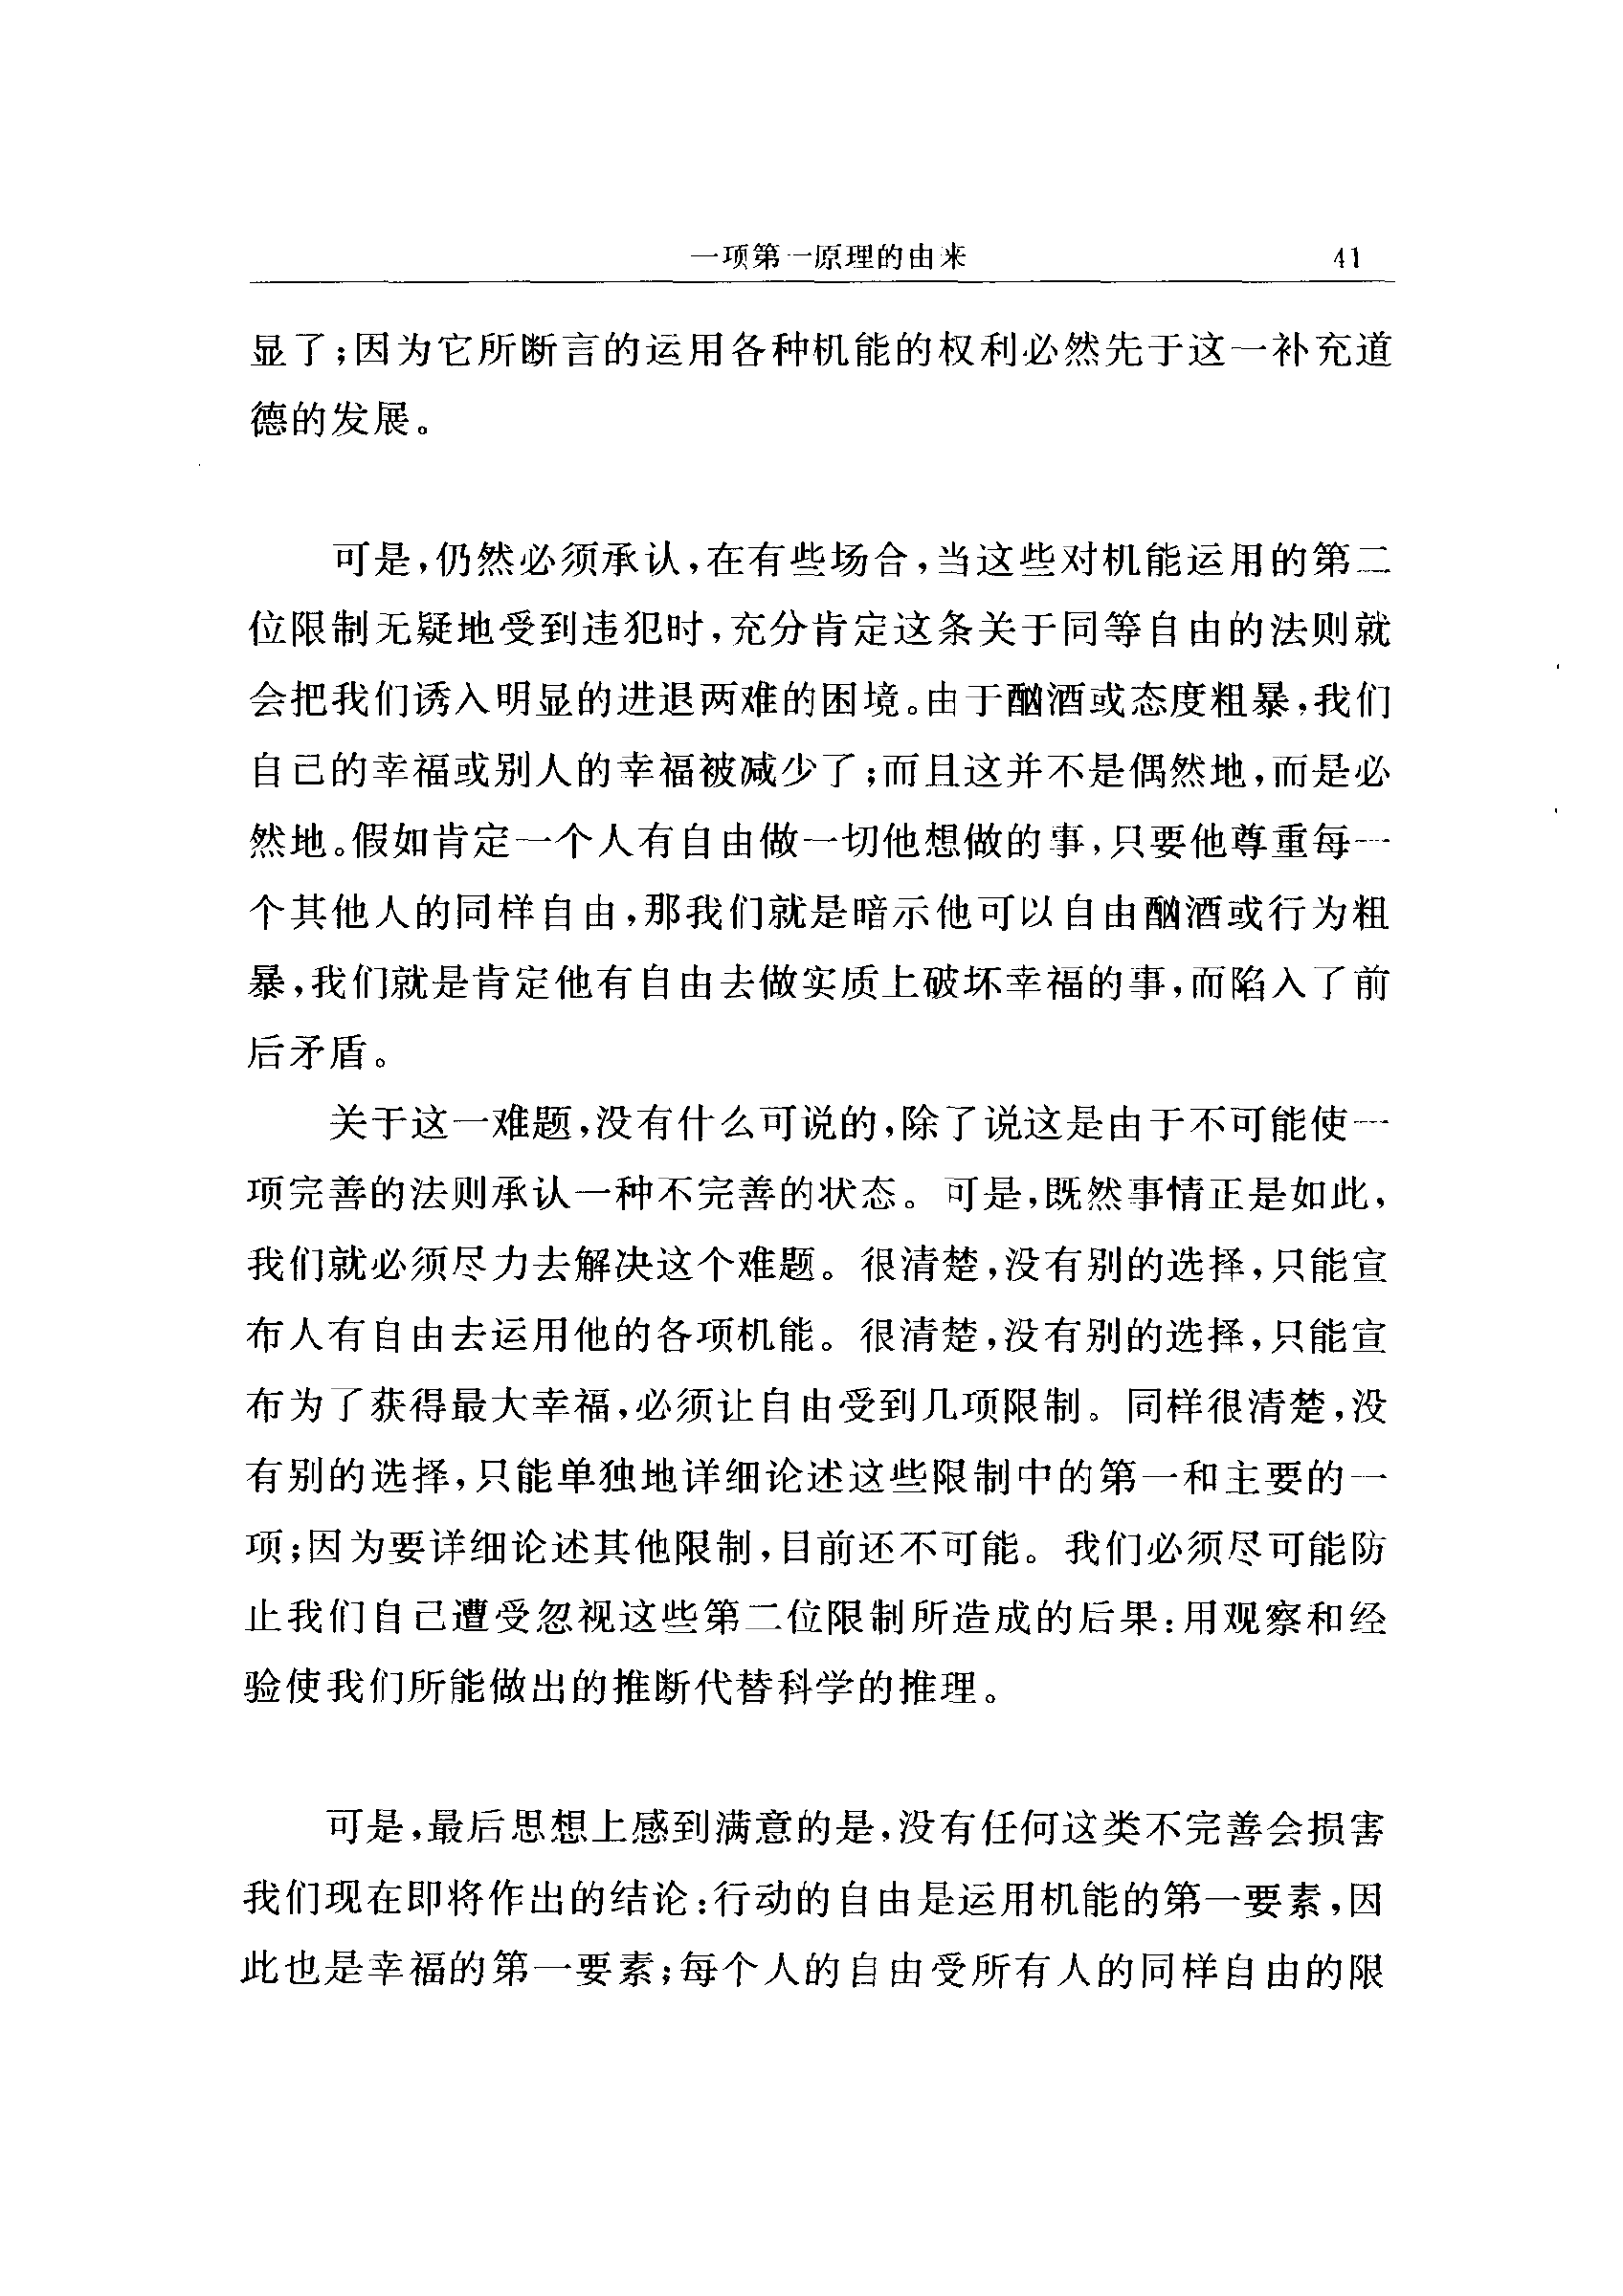 一项第一原理的由来 41
显了;因为它所断言的运用各种机能的权利必然先于这一补充道
德的发展。
可是,仍然必须承认,在有些场合,当这些对机能运用的第二
位限制无疑地受到违犯时,充分肯定这条关于同等自由的法则就
会把我们诱入明显的进退两难的困境。由于酗酒或态度粗暴,我们
自己的幸福或别人的幸福被减少了;而且这并不是偶然地,而是必
然地。假如肯定一个人有自由做一切他想做的事,只要他尊重每一
个其他人的同样自由,那我们就是暗示他可以自由酗酒或行为粗
暴,我们就是肯定他有自由去做实质上破坏幸福的事,而陷入了前
后矛盾。
关于这一难题,没有什么可说的,除了说这是由于不可能使一
项完善的法则承认一种不完善的状态。可是,既然事情正是如此,
我们就必须尽力去解决这个难题。很清楚,没有别的选择,只能宣
布人有自由去运用他的各项机能。很清楚,没有别的选择,只能宣
布为了获得最大幸福,必须让自由受到几项限制。同样很清楚,没
有别的选择,只能单独地详细论述这些限制中的第一和主要的一
项;因为要详细论述其他限制,目前还不可能。我们必须尽可能防
止我们自己遭受忽视这些第二位限制所造成的后果:用观察和经
验使我们所能做出的推断代替科学的推理。
可是,最后思想上感到满意的是,没有任何这类不完善会损害
我们现在即将作出的结论:行动的自由是运用机能的第一要素,因
此也是幸福的第一要素;每个人的自由受所有人的同样自由的限